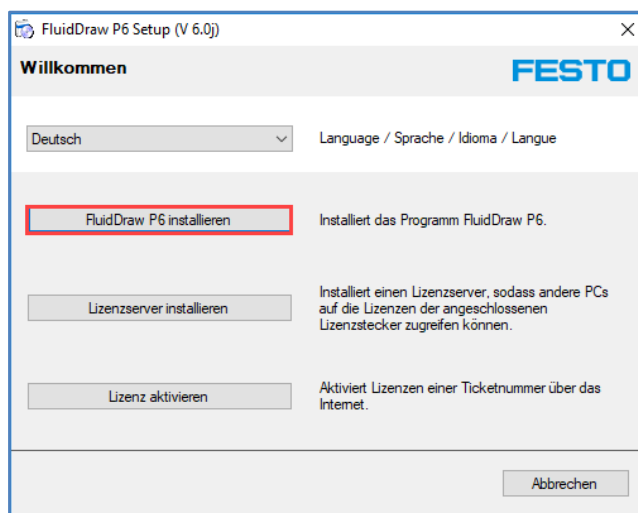 FluidDraw P6 Setup (V 6.0j)
Willkommen
FESTO
Deutsch
Language / Sprache / Idioma / Langue
FluidDraw P6 installieren
Installiert das Programm FluidDraw P6.
Lizenzserver installieren
Installiert einen Lizenzserver, sodass andere PCs
auf die Lizenzen der angeschlossenen
Lizenzstecker zugreifen können.
Lizenz aktivieren
Aktiviert Lizenzen einer Ticketnummer über das
Internet.
Abbrechen